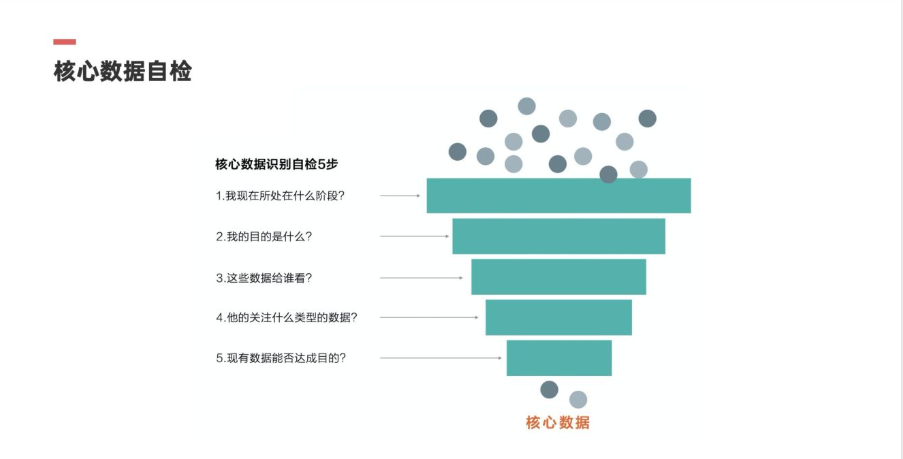 核心数据自检
核心数据识别自检5步
1.我现在所处在什么阶段?
2.我的目的是什么?
3.这些数据给谁看?
4.他的关注什么类型的数据?
5.现有数据能否达成目的?
核心数据